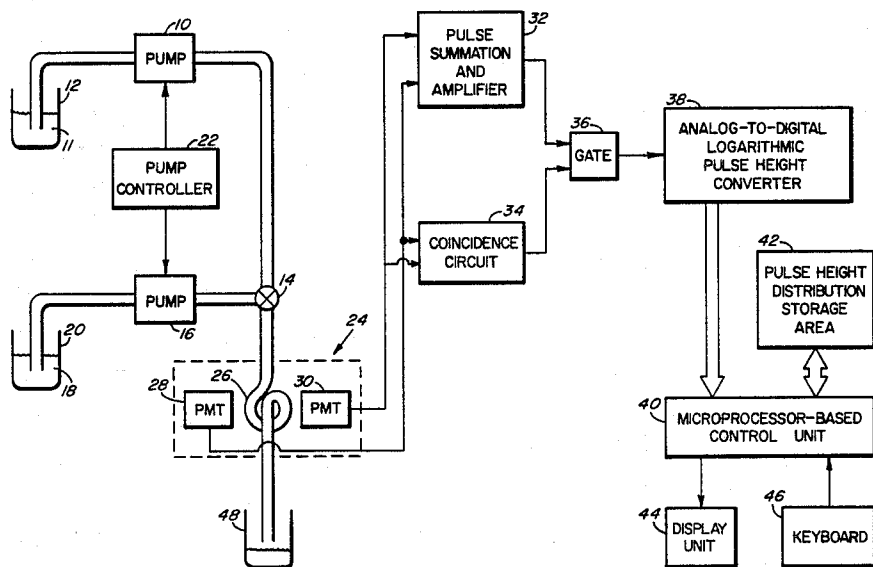 10
PUMP
12
11
22
PUMP
CONTROLLER
PUMP
16
14
20
18
24
28
PMT
26
30
PMT
48
32
PULSE
SUMMATION
AND
AMPLIFIER
34
COINCIDENCE
CIRCUIT
36
GATE
38
ANALOG-TO-DIGITAL
LOGARITHMIC
PULSE HEIGHT
CONVERTER
42
PULSE HEIGHT
DISTRIBUTION
STORAGE
AREA
40
MICROPROCESSOR-BASED
CONTROL UNIT
44
DISPLAY
UNIT
46
KEYBOARD